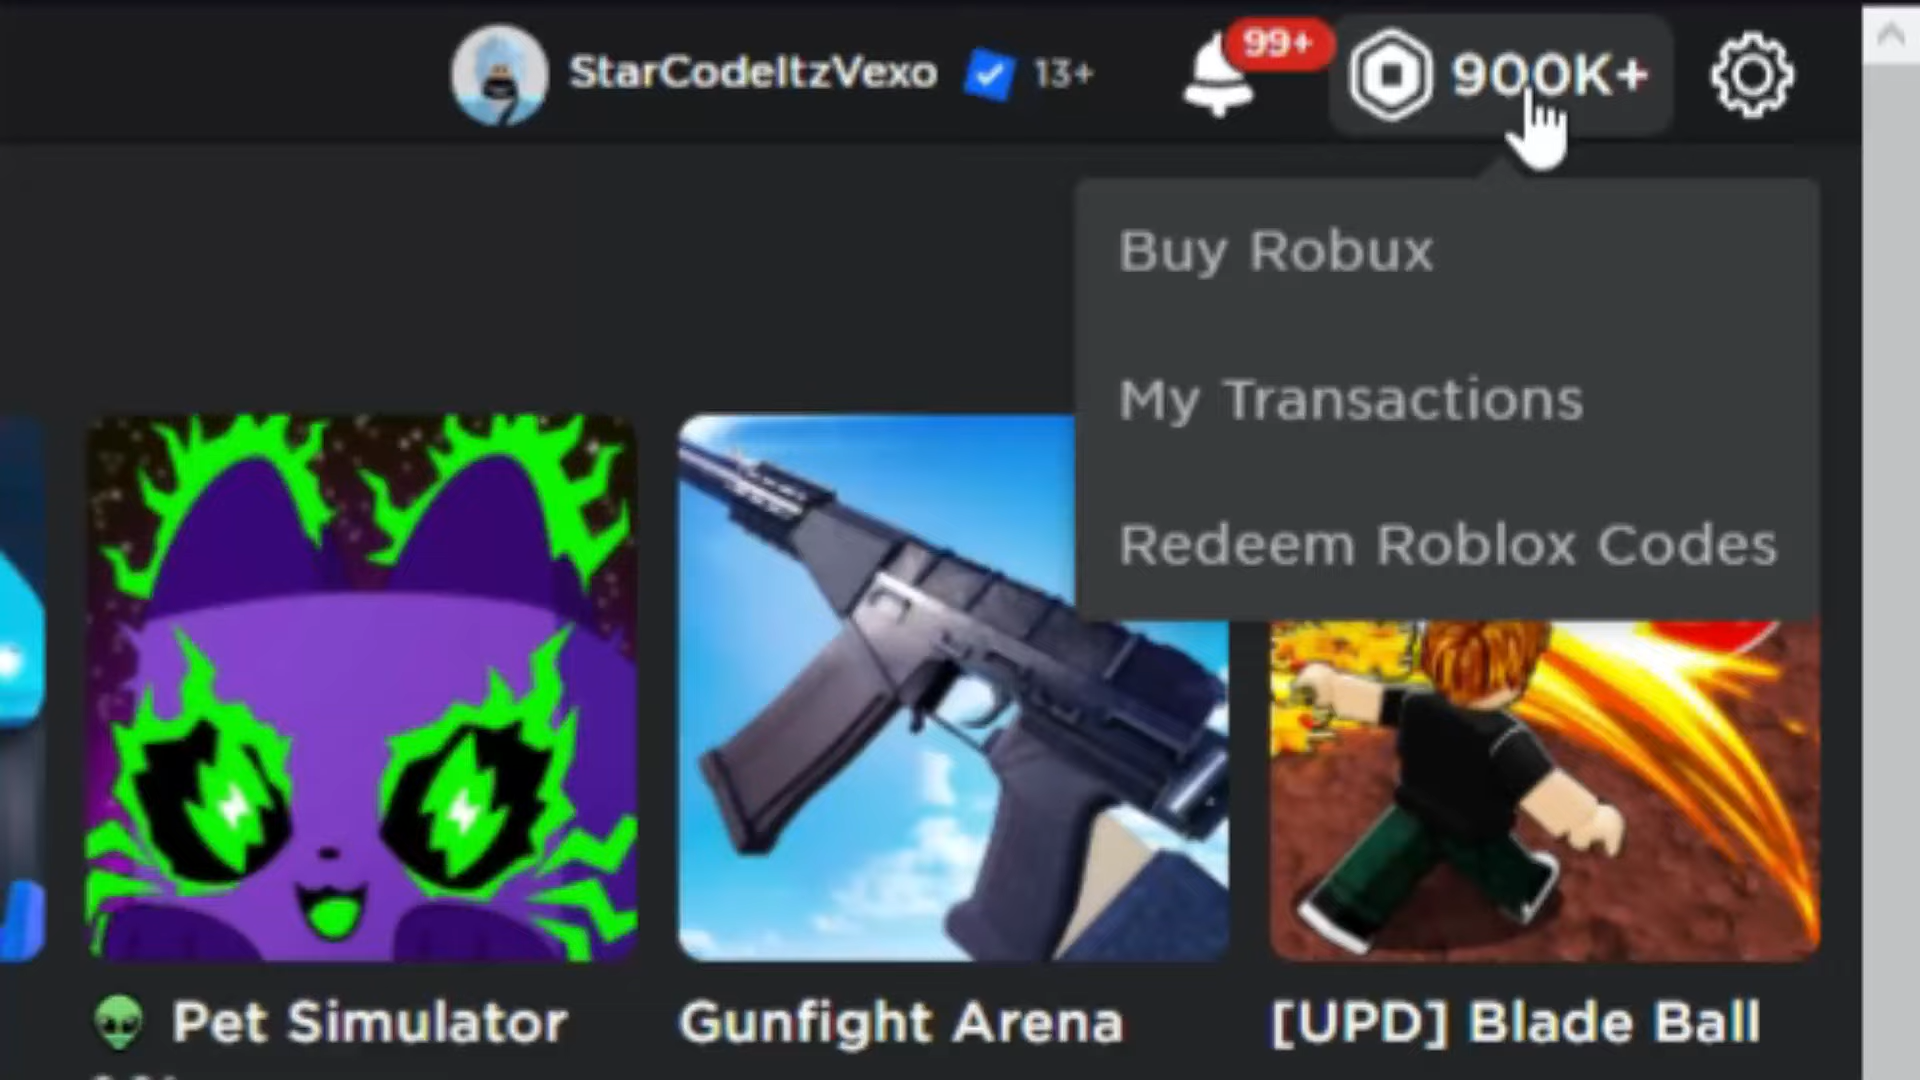 StarCodeItzVexo 13+
99+
900K+
Buy Robux
My Transactions
Redeem Roblox Codes
Pet Simulator
Gunfight Arena
[UPD] Blade Ball